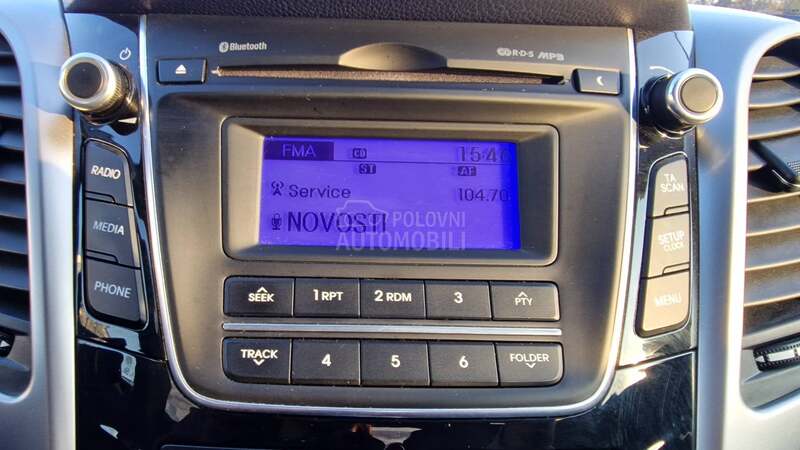 Bluetooth
R·D·S MP3
RADIO
MEDIA
PHONE
FMA CD 15:40
ST AF
Service 104.70
NOVOSTI
POLOVNI
AUTOMOBILI
TA
SCAN
SETUP
CLOCK
MENU
SEEK 1 RPT 2 RDM 3 PTY
TRACK 4 5 6 FOLDER